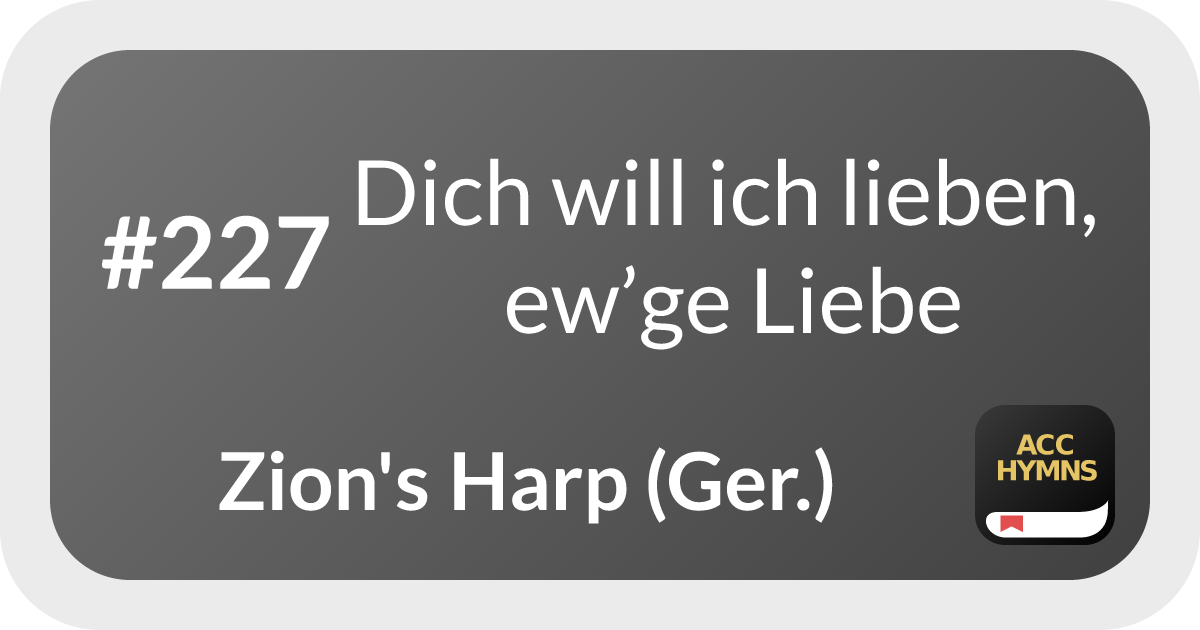 #227
Dich will ich lieben,
ew’ge Liebe
Zion's Harp (Ger.)
ACC
HYMNS